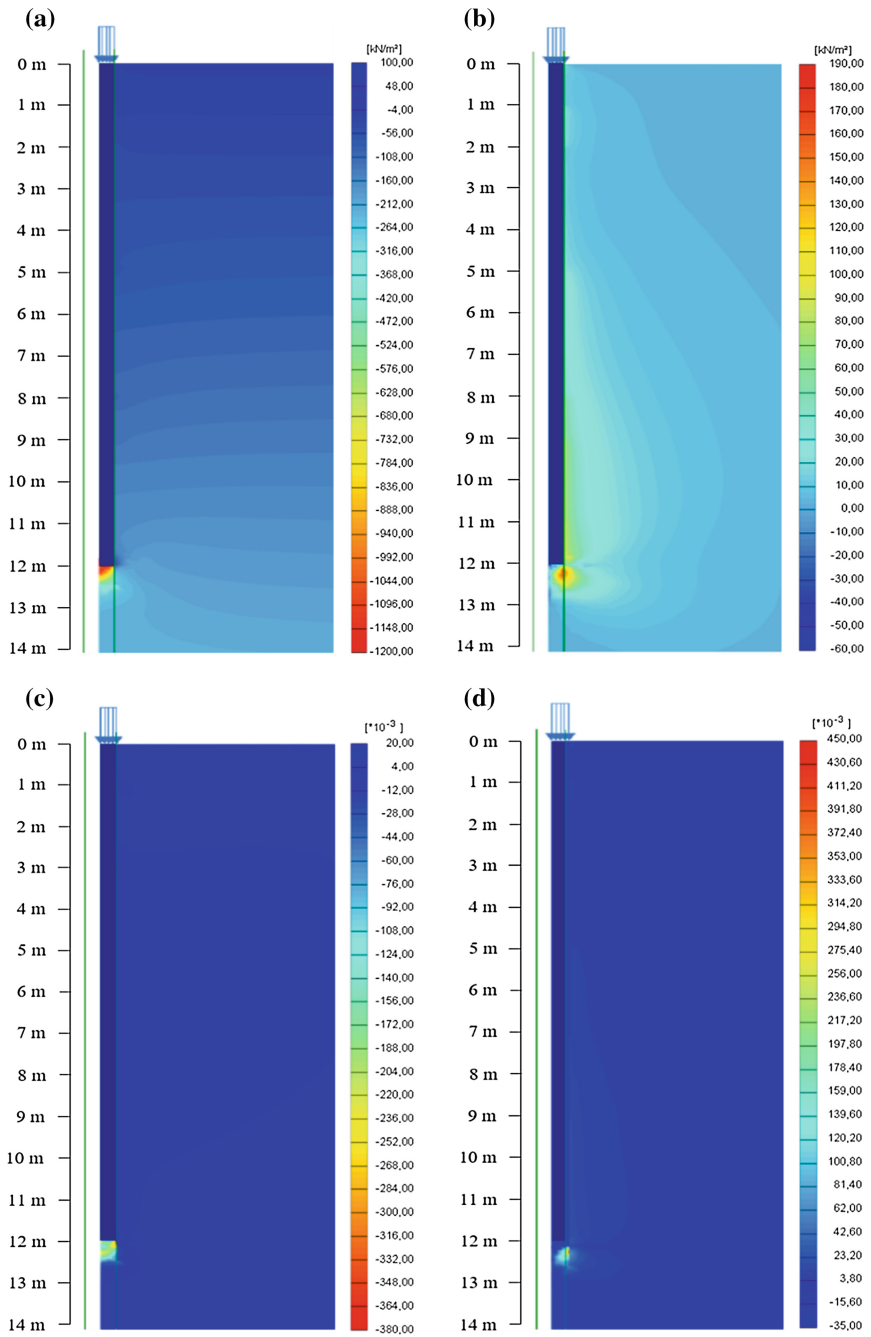 (a)
[kN/m²]
0 m
1 m
2 m
3 m
4 m
5 m
6 m
7 m
8 m
9 m
10 m
11 m
12 m
13 m
14 m
100,00
48,00
-4,00
-56,00
-108,00
-160,00
-212,00
-264,00
-316,00
-368,00
-420,00
-472,00
-524,00
-576,00
-628,00
-680,00
-732,00
-784,00
-836,00
-888,00
-940,00
-992,00
-1044,00
-1096,00
-1148,00
-1200,00
(b)
[kN/m²]
0 m
1 m
2 m
3 m
4 m
5 m
6 m
7 m
8 m
9 m
10 m
11 m
12 m
13 m
14 m
190,00
180,00
170,00
160,00
150,00
140,00
130,00
120,00
110,00
100,00
90,00
80,00
70,00
60,00
50,00
40,00
30,00
20,00
10,00
0,00
-10,00
-20,00
-30,00
-40,00
-50,00
-60,00
(c)
[*10⁻³ ]
0 m
1 m
2 m
3 m
4 m
5 m
6 m
7 m
8 m
9 m
10 m
11 m
12 m
13 m
14 m
20,00
4,00
-12,00
-28,00
-44,00
-60,00
-76,00
-92,00
-108,00
-124,00
-140,00
-156,00
-172,00
-188,00
-204,00
-220,00
-236,00
-252,00
-268,00
-284,00
-300,00
-316,00
-332,00
-348,00
-364,00
-380,00
(d)
[*10⁻³ ]
0 m
1 m
2 m
3 m
4 m
5 m
6 m
7 m
8 m
9 m
10 m
11 m
12 m
13 m
14 m
450,00
430,60
411,20
391,80
372,40
353,00
333,60
314,20
294,80
275,40
256,00
236,60
217,20
197,80
178,40
159,00
139,60
120,20
100,80
81,40
62,00
42,60
23,20
3,80
-15,60
-35,00